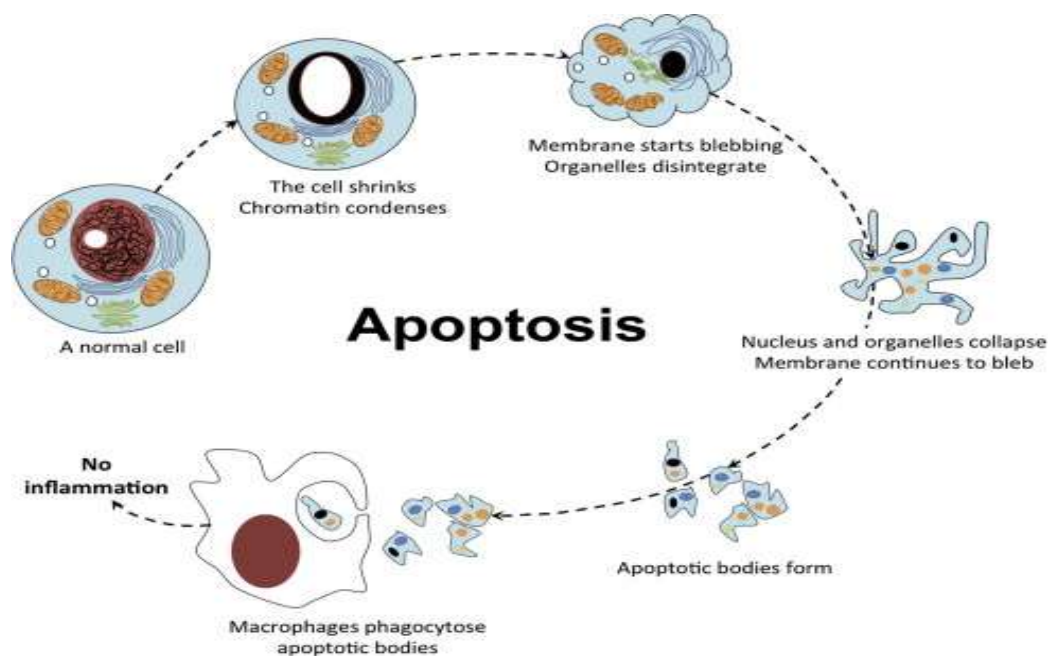 A normal cell
The cell shrinks
Chromatin condenses
Membrane starts blebbing
Organelles disintegrate
Nucleus and organelles collapse
Membrane continues to bleb
Apoptosis
Apoptotic bodies form
Macrophages phagocytose
apoptotic bodies
No
inflammation